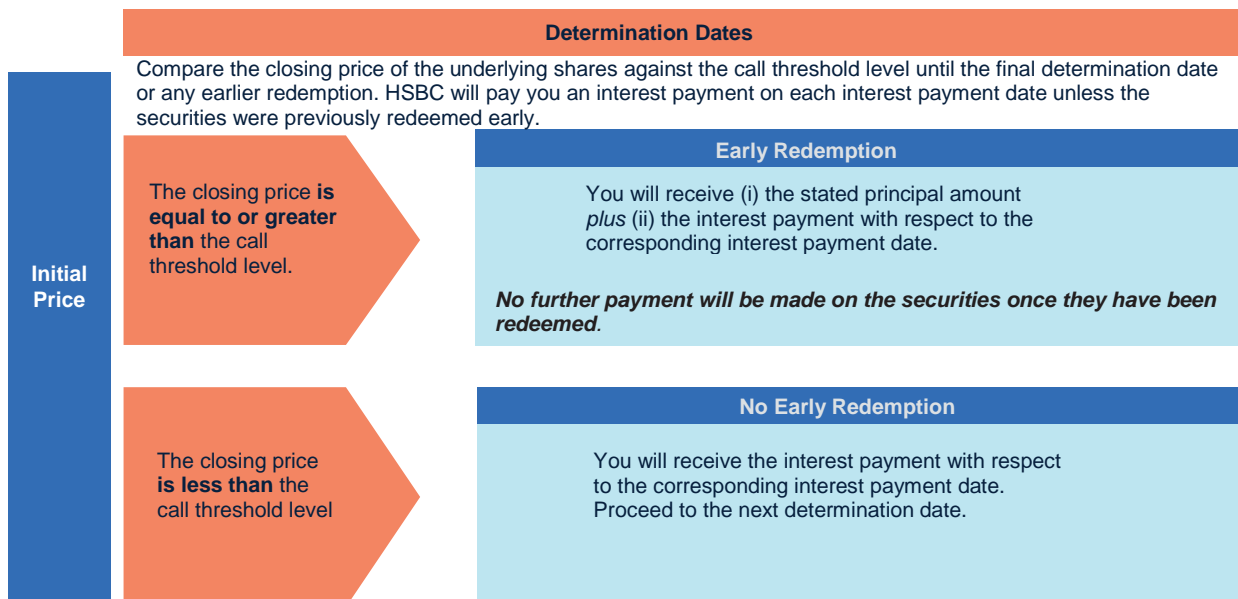 Determination Dates
Compare the closing price of the underlying shares against the call threshold level until the final determination date
or any earlier redemption. HSBC will pay you an interest payment on each interest payment date unless the
securities were previously redeemed early.
Initial
Price
The closing price is
equal to or greater
than the call
threshold level.
Early Redemption
You will receive (i) the stated principal amount
plus (ii) the interest payment with respect to the
corresponding interest payment date.
No further payment will be made on the securities once they have been
redeemed.
The closing price
is less than the
call threshold level
No Early Redemption
You will receive the interest payment with respect
to the corresponding interest payment date.
Proceed to the next determination date.